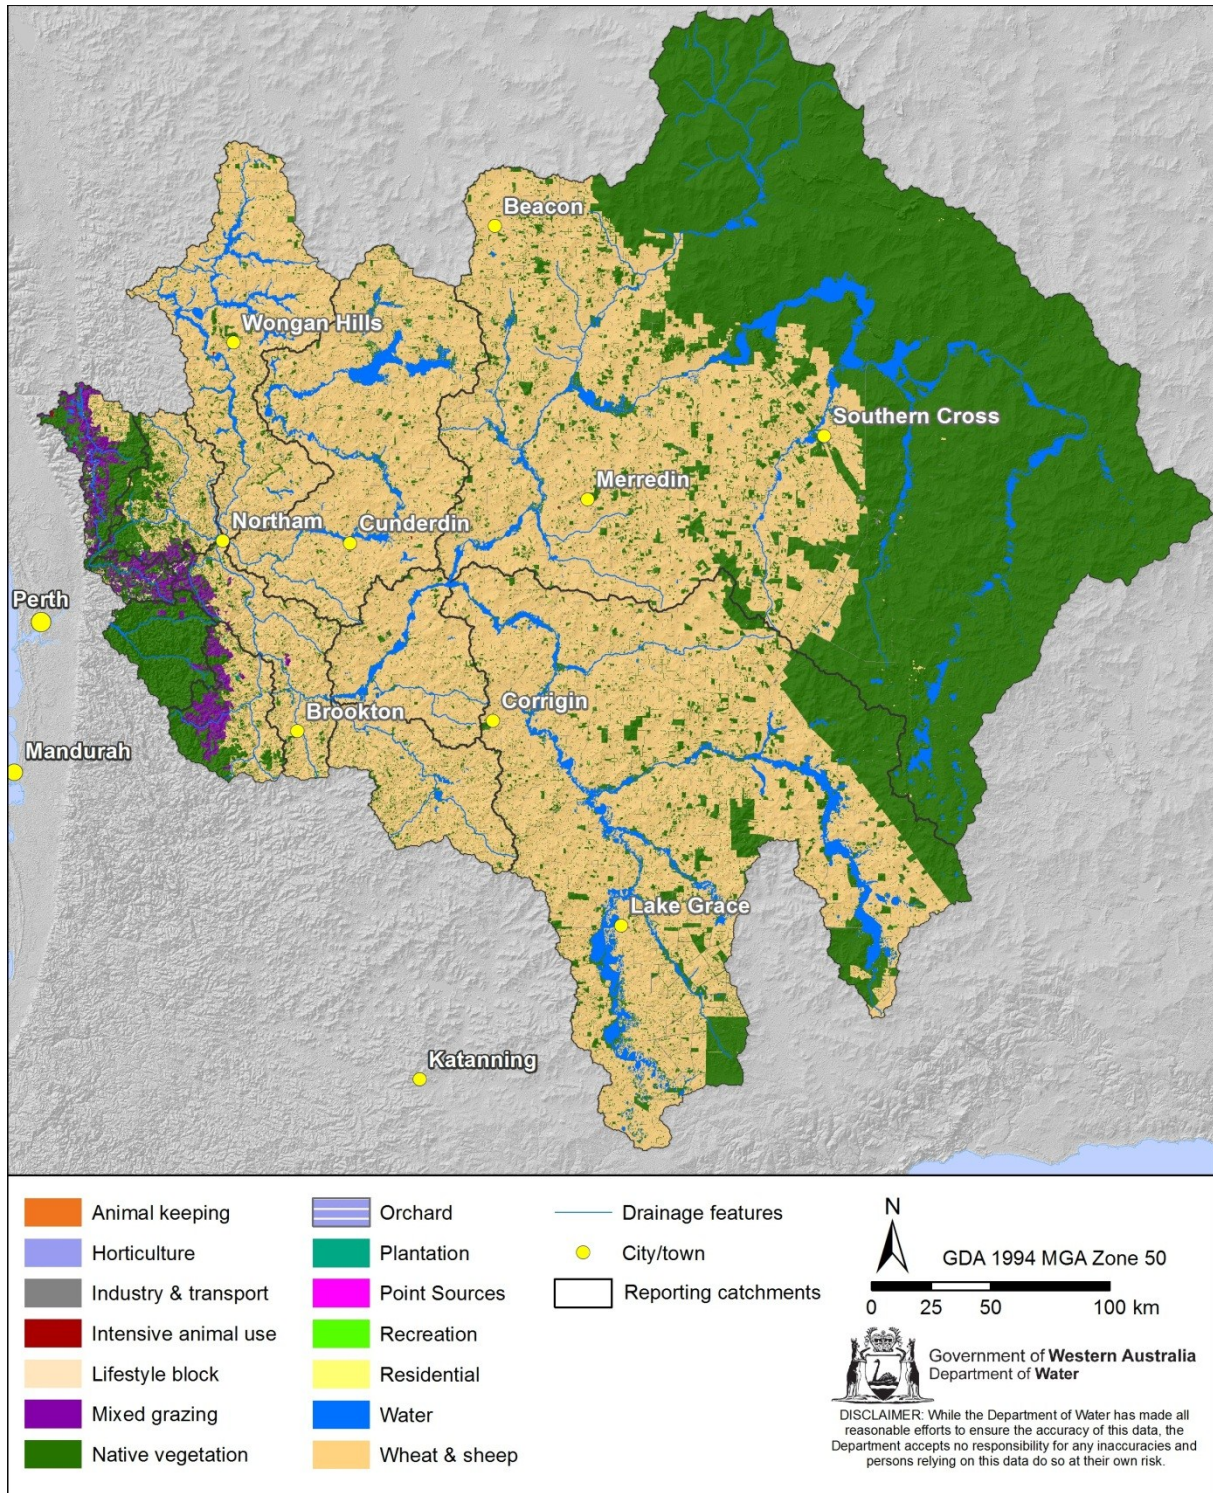 Beacon
Wongan Hills
Southern Cross
Merredin
Northam
Cunderdin
Perth
Corrigin
Brookton
Mandurah
Lake Grace
Katanning
Animal keeping
Horticulture
Industry & transport
Intensive animal use
Lifestyle block
Mixed grazing
Native vegetation
Orchard
Plantation
Point Sources
Recreation
Residential
Water
Wheat & sheep
Drainage features
City/town
Reporting catchments
N
GDA 1994 MGA Zone 50
0 25 50 100 km
Government of Western Australia
Department of Water
DISCLAIMER: While the Department of Water has made all
reasonable efforts to ensure the accuracy of this data, the
Department accepts no responsibility for any inaccuracies and
persons relying on this data do so at their own risk.